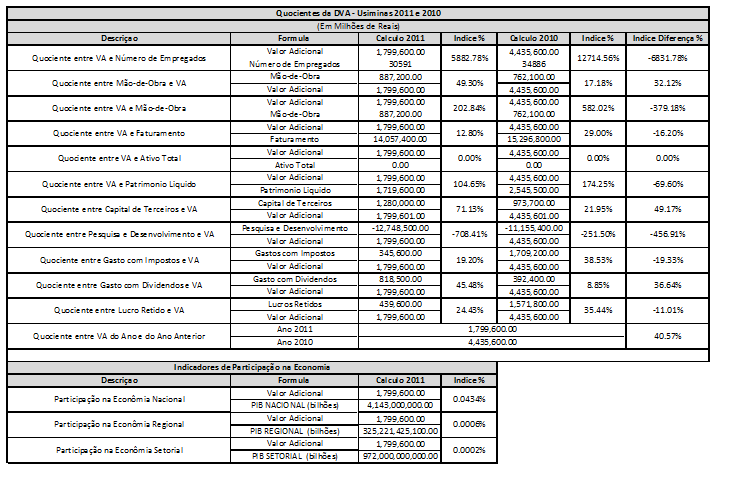 Quocientes da DVA - Usiminas 2011 e 2010
(Em Milhões de Reais)
Descriçao Formula Calculo 2011 Indice % Calculo 2010 Indice % Indice Diferença %
Quociente entre VA e Número de Empregados Valor Adicional 1,799,600.00 5882.78% 4,435,600.00 12714.56% -6831.78%
Número de Empregados 30591 34886
Quociente entre Mão-de-Obra e VA Mão-de-Obra 887,200.00 49.30% 762,100.00 17.18% 32.12%
Valor Adicional 1,799,600.00 4,435,600.00
Quociente entre VA e Mão-de-Obra Valor Adicional 1,799,600.00 202.84% 4,435,600.00 582.02% -379.18%
Mão-de-Obra 887,200.00 762,100.00
Quociente entre VA e Faturamento Valor Adicional 1,799,600.00 12.80% 4,435,600.00 29.00% -16.20%
Faturamento 14,057,400.00 15,296,800.00
Quociente entre VA e Ativo Total Valor Adicional 1,799,600.00 0.00% 4,435,600.00 0.00% 0.00%
Ativo Total 0.00 0.00
Quociente entre VA e Patrimonio Liquido Valor Adicional 1,799,600.00 104.65% 4,435,600.00 174.25% -69.60%
Patrimonio Liquido 1,719,600.00 2,545,500.00
Quociente entre Capital de Terceiros e VA Capital de Terceiros 1,280,000.00 71.13% 973,700.00 21.95% 49.17%
Valor Adicional 1,799,601.00 4,435,601.00
Quociente entre Pesquisa e Desenvolvimento e VA Pesquisa e Desenvolvimento -12,748,500.00 -708.41% -11,155,400.00 -251.50% -456.91%
Valor Adicional 1,799,600.00 4,435,600.00
Quociente entre Gasto com Impostos e VA Gastos com Impostos 345,600.00 19.20% 1,709,200.00 38.53% -19.33%
Valor Adicional 1,799,600.00 4,435,600.00
Quociente entre Gasto com Dividendos e VA Gasto com Dividendos 818,500.00 45.48% 392,400.00 8.85% 36.64%
Valor Adicional 1,799,600.00 4,435,600.00
Quociente entre Lucro Retido e VA Lucros Retidos 439,600.00 24.43% 1,571,800.00 35.44% -11.01%
Valor Adicional 1,799,600.00 4,435,600.00
Quociente entre VA do Ano e do Ano Anterior Ano 2011 1,799,600.00 40.57%
Ano 2010 4,435,600.00
Indicadores de Participação na Economia
Descriçao Formula Calculo 2011 Indice %
Participação na Econômia Nacional Valor Adicional 1,799,600.00 0.0434%
PIB NACIONAL (bilhões) 4,143,000,000.00
Participação na Econômia Regional Valor Adicional 1,799,600.00 0.0006%
PIB REGIONAL (bilhões) 325,221,425,100.00
Participação na Econômia Setorial Valor Adicional 1,799,600.00 0.0002%
PIB SETORIAL (bilhões) 972,000,000,000.00